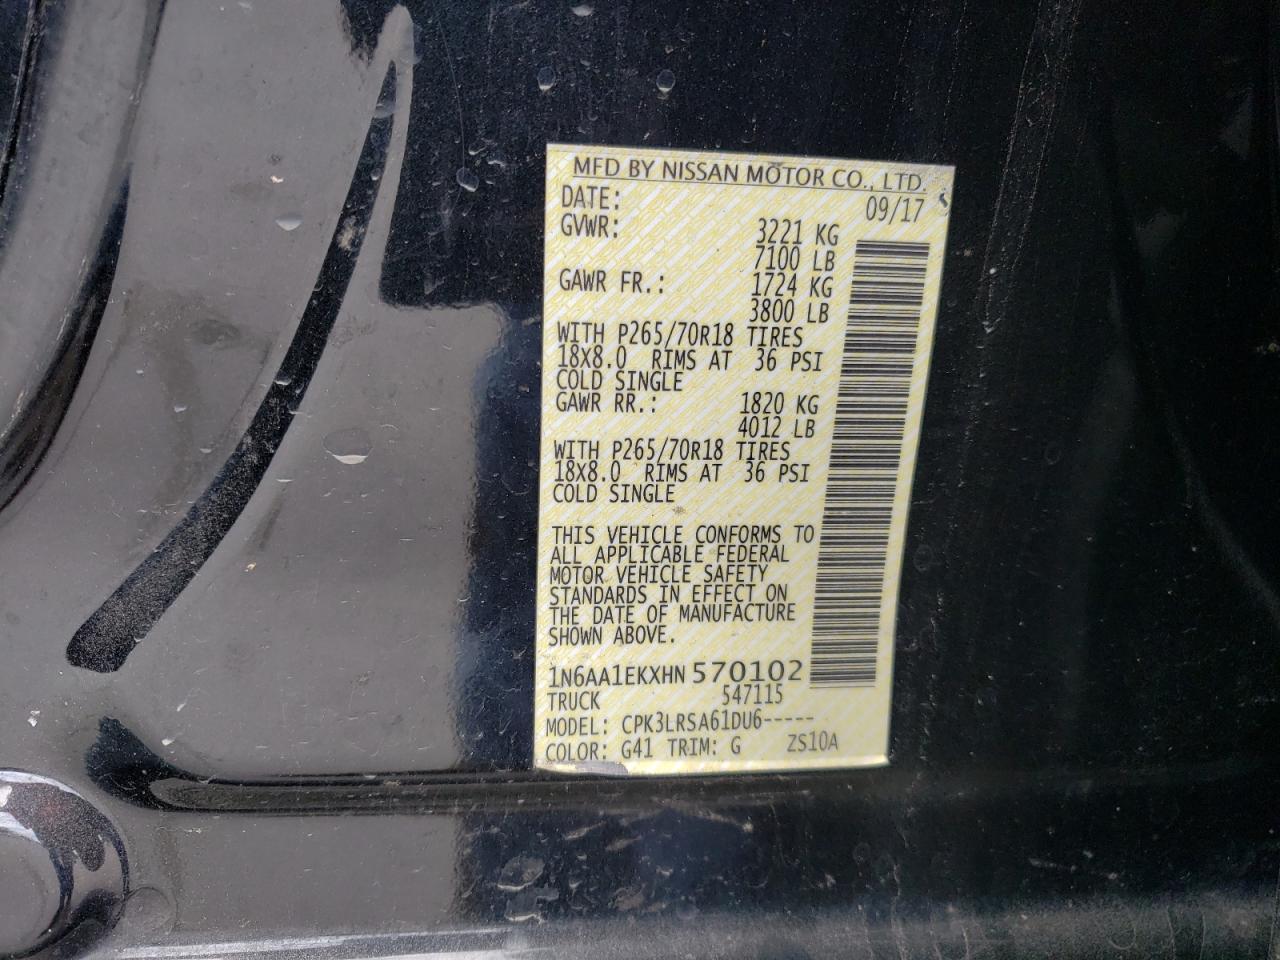 MFD BY NISSAN MOTOR CO., LTD.
DATE: 09/17
GVWR: 3221 KG
7100 LB
GAWR FR.: 1724 KG
3800 LB
WITH P265/70R18 TIRES
18X8.0 RIMS AT 36 PSI
COLD SINGLE
GAWR RR.: 1820 KG
4012 LB
WITH P265/70R18 TIRES
18X8.0 RIMS AT 36 PSI
COLD SINGLE
THIS VEHICLE CONFORMS TO
ALL APPLICABLE FEDERAL
MOTOR VEHICLE SAFETY
STANDARDS IN EFFECT ON
THE DATE OF MANUFACTURE
SHOWN ABOVE.
1N6AA1EKXHN570102
TRUCK 547115
MODEL: CPK3LRSA61DU6-----
COLOR: G41 TRIM: G ZS10A